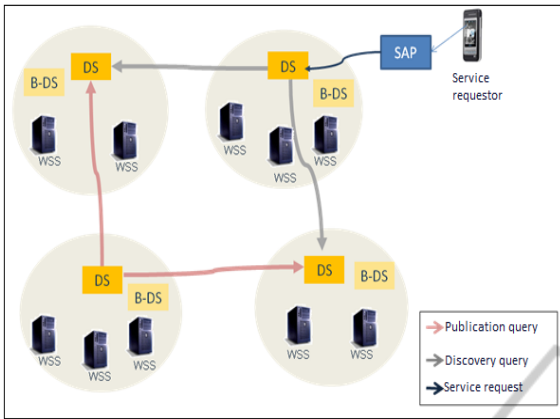 DS
B-DS
WSS
WSS
DS
B-DS
WSS
WSS
WSS
SAP
Service
requestor
DS
B-DS
WSS
WSS
WSS
DS
B-DS
WSS
WSS
Publication query
Discovery query
Service request